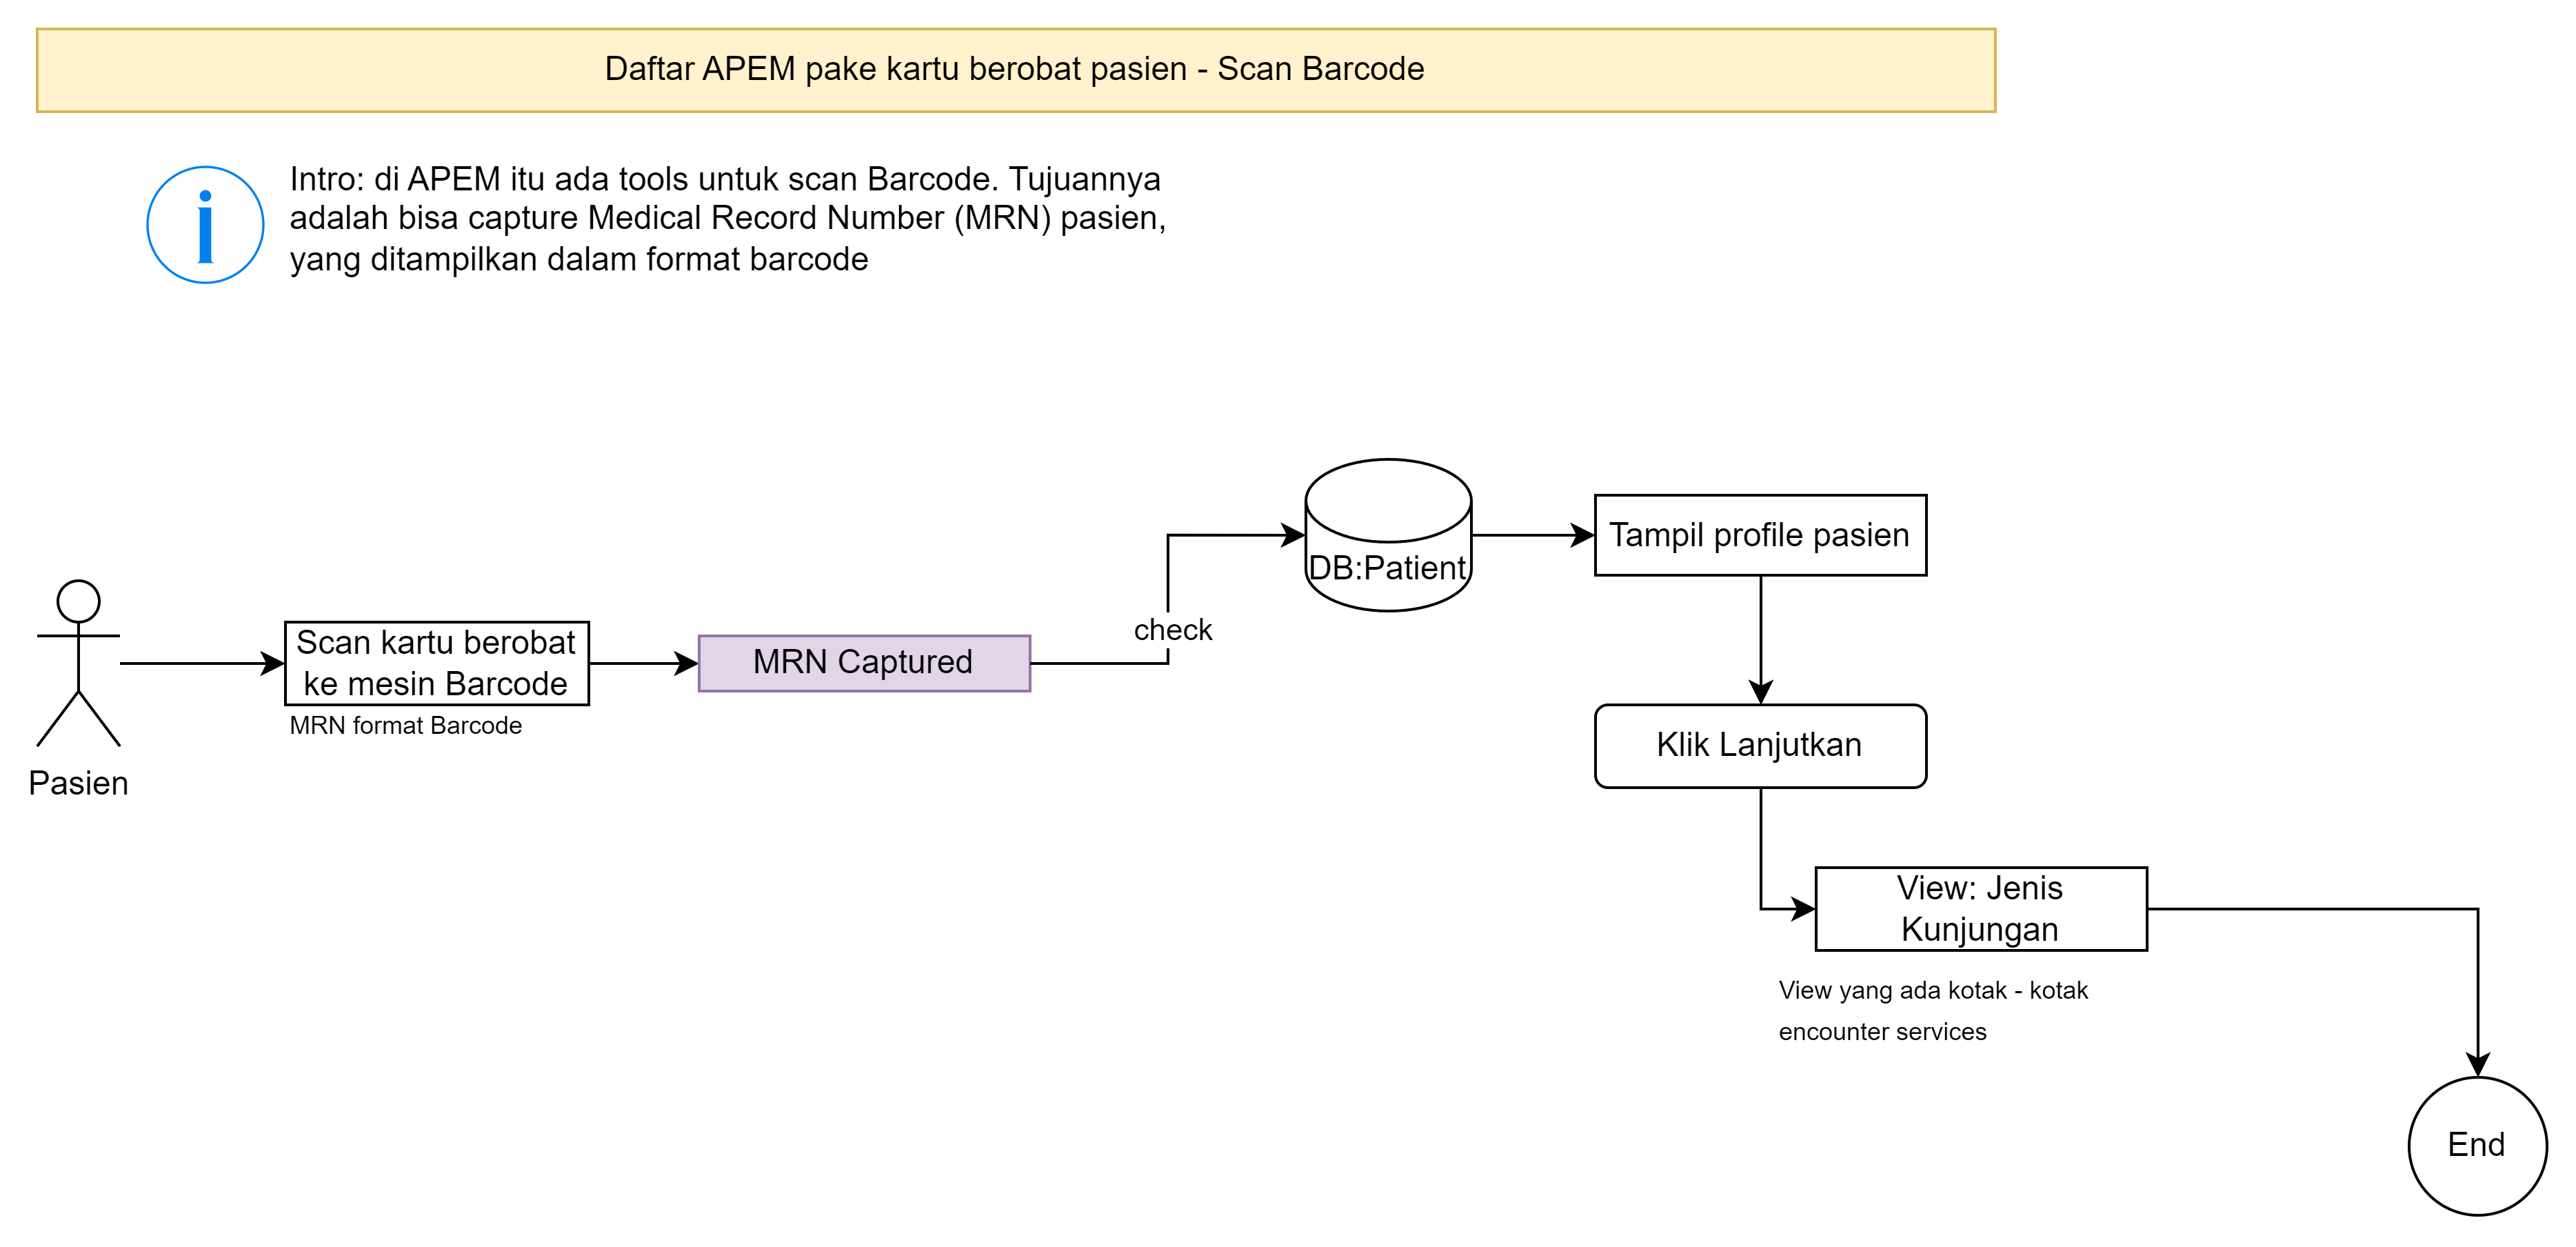 Daftar APEM pake kartu berobat pasien - Scan Barcode
Intro: di APEM itu ada tools untuk scan Barcode. Tujuannya
adalah bisa capture Medical Record Number (MRN) pasien,
yang ditampilkan dalam format barcode
Pasien
Scan kartu berobat
ke mesin Barcode
MRN format Barcode
MRN Captured
check
DB:Patient
Tampil profile pasien
Klik Lanjutkan
View: Jenis
Kunjungan
View yang ada kotak - kotak
encounter services
End